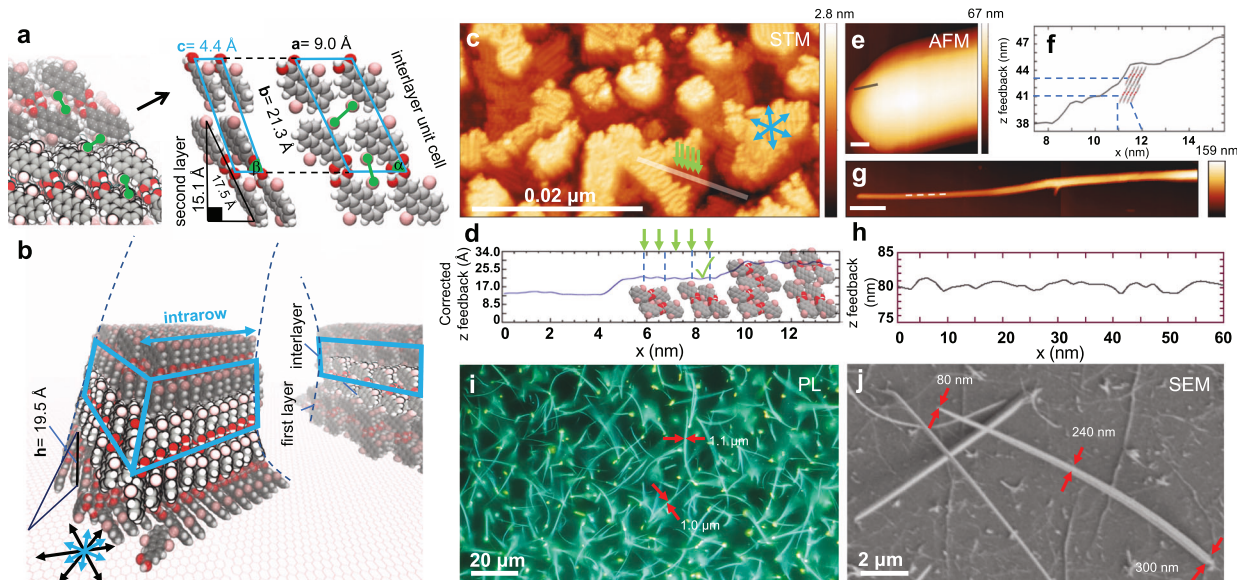 a
c= 4.4 Å
a= 9.0 Å
b= 21.3 Å
interlayer unit cell
second layer
15.1 Å
17.5 Å
β
α
b
intrarow
interlayer
first layer
h= 19.5 Å
c
STM
2.8 nm
0.02 µm
d
Corrected
z feedback (Å)
34.0
25.5
17.0
8.5
0.0
0
2
4
6
8
10
12
x (nm)
e
AFM
67 nm
f
z feedback (nm)
47
44
41
38
8
10
12
14
x (nm)
g
159 nm
h
z feedback
(nm)
85
80
75
0
10
20
30
40
50
60
x (nm)
i
PL
1.1 µm
1.0 µm
20 µm
j
SEM
80 nm
240 nm
300 nm
2 µm